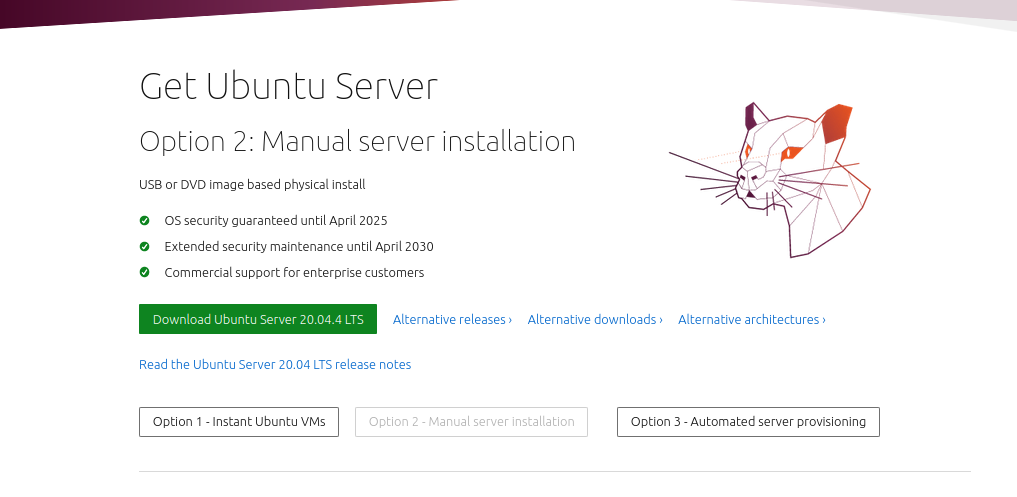 Get Ubuntu Server
Option 2: Manual server installation
USB or DVD image based physical install
OS security guaranteed until April 2025
Extended security maintenance until April 2030
Commercial support for enterprise customers
Download Ubuntu Server 20.04.4 LTS Alternative releases › Alternative downloads › Alternative architectures ›
Read the Ubuntu Server 20.04 LTS release notes
Option 1 - Instant Ubuntu VMs Option 2 - Manual server installation Option 3 - Automated server provisioning